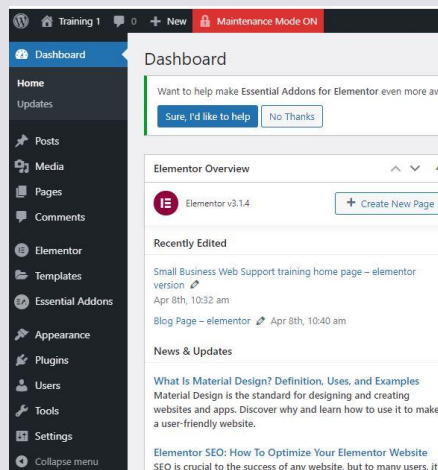 Training 1 0 + New Maintenance Mode ON
Dashboard
Home
Updates
Posts
Media
Pages
Comments
Elementor
Templates
Essential Addons
Appearance
Plugins
Users
Tools
Settings
Collapse menu
Dashboard
Want to help make Essential Addons for Elementor even more aw
Sure, I'd like to help No Thanks
Elementor Overview
Elementor v3.1.4 + Create New Page
Recently Edited
Small Business Web Support training home page – elementor
version
Apr 8th, 10:32 am
Blog Page – elementor Apr 8th, 10:40 am
News & Updates
What Is Material Design? Definition, Uses, and Examples
Material Design is the standard for designing and creating
websites and apps. Discover why and learn how to use it to make
a user-friendly website.
Elementor SEO: How To Optimize Your Elementor Website
SEO is crucial to the success of any website, but to many users, it